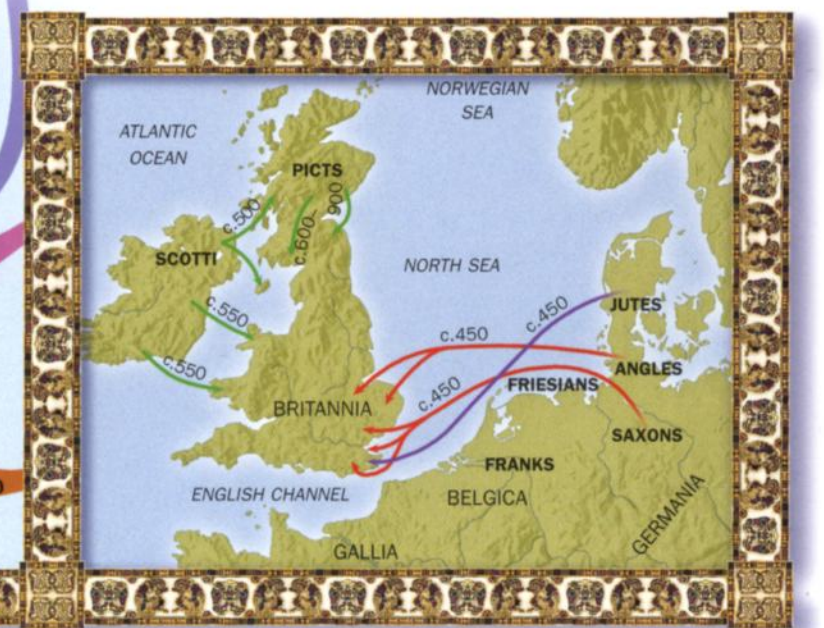 NORWEGIAN
SEA
ATLANTIC
OCEAN
PICTS
c.500
c.600
900
SCOTTI
NORTH SEA
c.550
c.550
JUTES
c.450
c.450
ANGLES
FRIESIANS
c.450
BRITANNIA
SAXONS
FRANKS
ENGLISH CHANNEL
BELGICA
GERMANIA
GALLIA